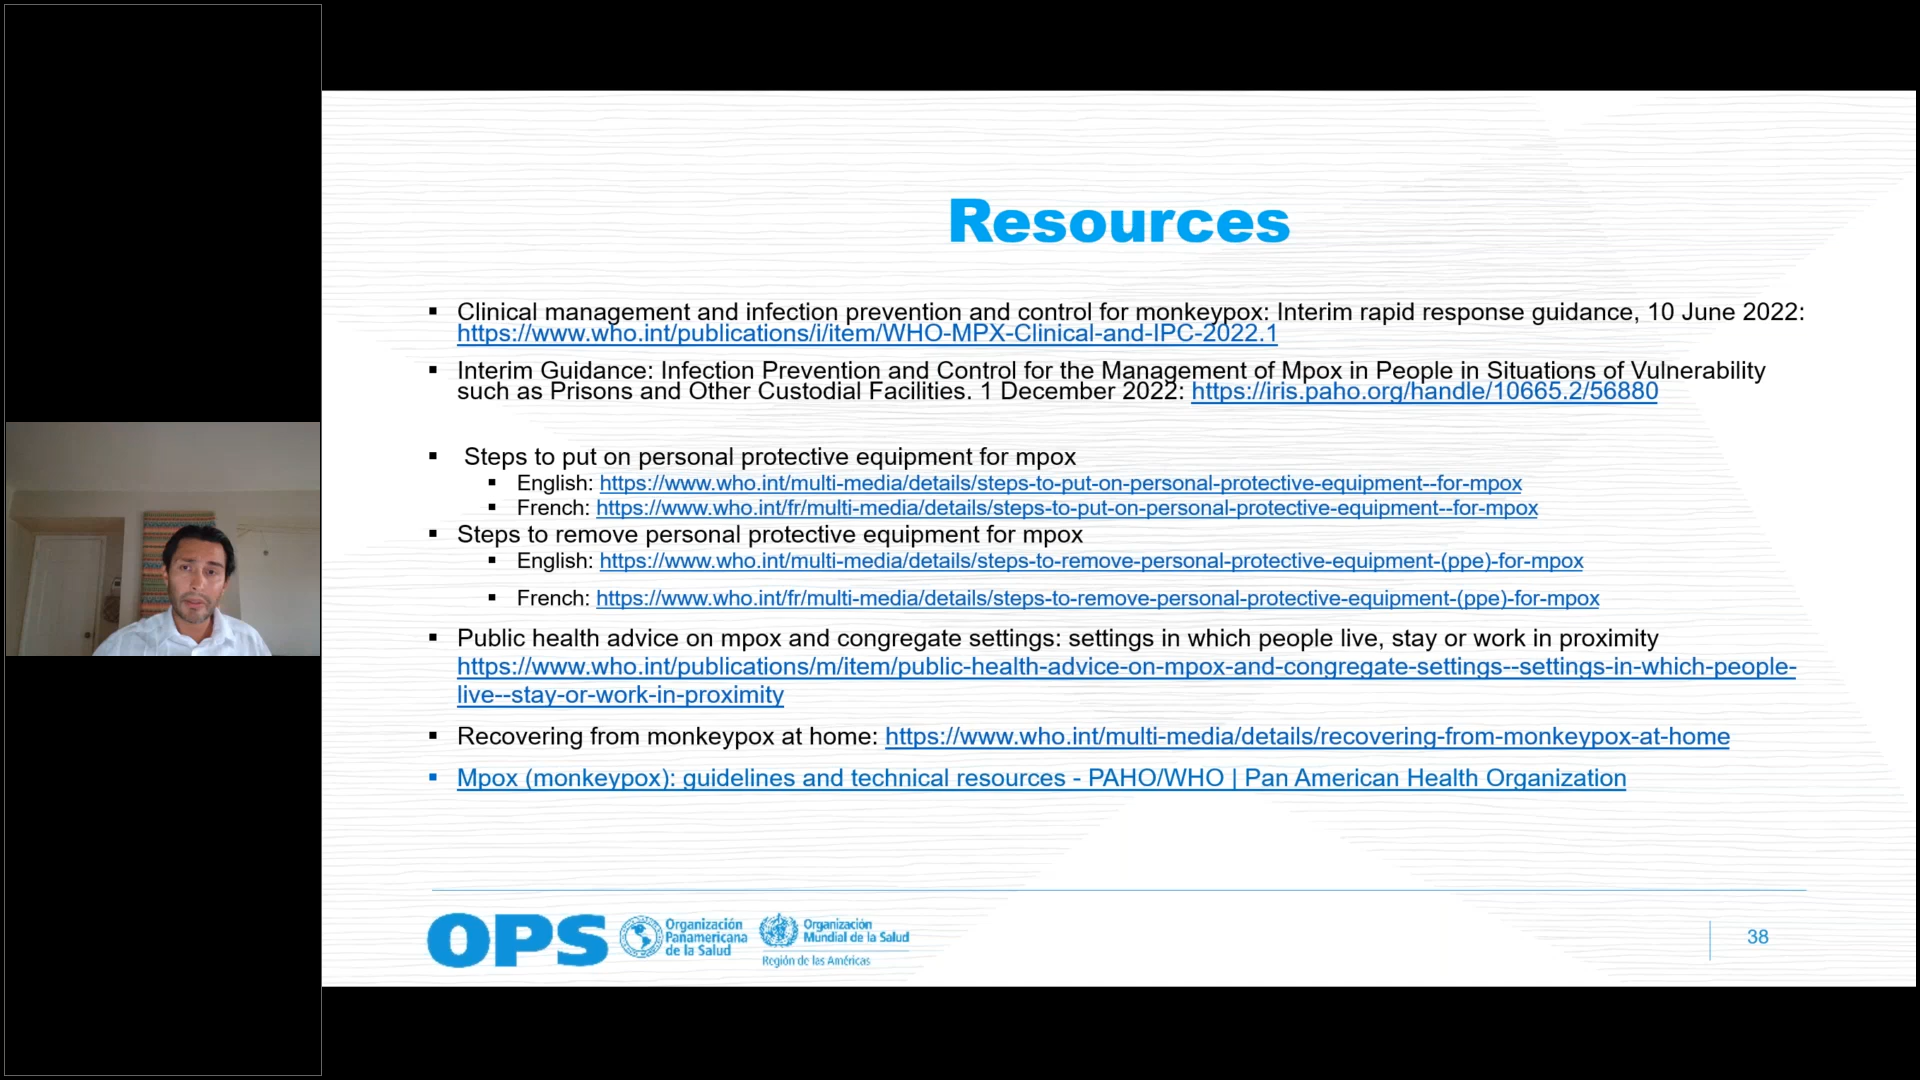 Resources
▪ Clinical management and infection prevention and control for monkeypox: Interim rapid response guidance, 10 June 2022:
https://www.who.int/publications/i/item/WHO-MPX-Clinical-and-IPC-2022.1
▪ Interim Guidance: Infection Prevention and Control for the Management of Mpox in People in Situations of Vulnerability
such as Prisons and Other Custodial Facilities. 1 December 2022: https://iris.paho.org/handle/10665.2/56880
▪ Steps to put on personal protective equipment for mpox
▪ English: https://www.who.int/multi-media/details/steps-to-put-on-personal-protective-equipment--for-mpox
▪ French: https://www.who.int/fr/multi-media/details/steps-to-put-on-personal-protective-equipment--for-mpox
▪ Steps to remove personal protective equipment for mpox
▪ English: https://www.who.int/multi-media/details/steps-to-remove-personal-protective-equipment-(ppe)-for-mpox
▪ French: https://www.who.int/fr/multi-media/details/steps-to-remove-personal-protective-equipment-(ppe)-for-mpox
▪ Public health advice on mpox and congregate settings: settings in which people live, stay or work in proximity
https://www.who.int/publications/m/item/public-health-advice-on-mpox-and-congregate-settings--settings-in-which-people-
live--stay-or-work-in-proximity
▪ Recovering from monkeypox at home: https://www.who.int/multi-media/details/recovering-from-monkeypox-at-home
▪ Mpox (monkeypox): guidelines and technical resources - PAHO/WHO | Pan American Health Organization
OPS
Organización
Panamericana
de la Salud
Organización
Mundial de la Salud
Región de las Américas
38